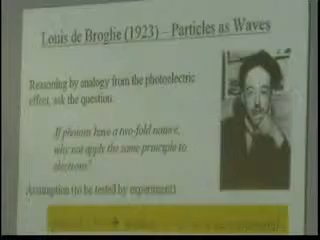 Louis de Broglie (1923) – Particles as Waves
Reasoning by analogy from the photoelectric
effect, ask the question
If photons have a two-fold nature,
why not apply the same principle to
electrons?
Assumption (to be tested by experiment)